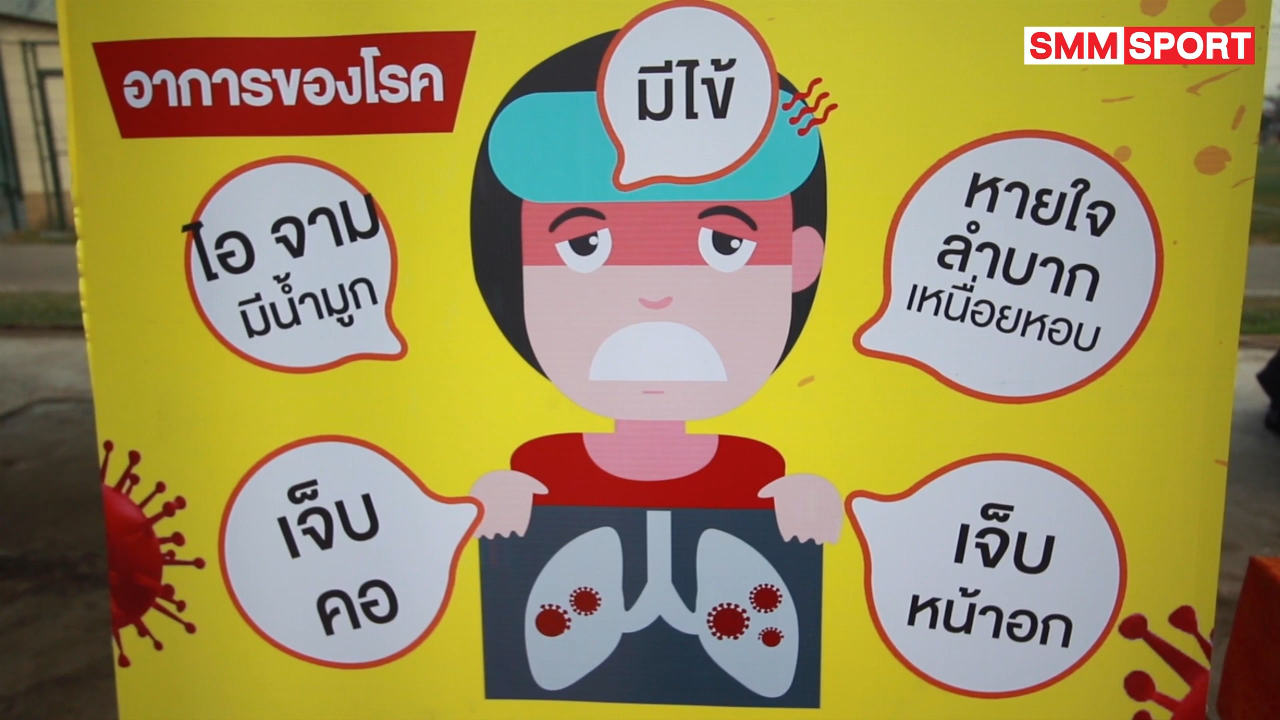 SMMSPORT
อาการของโรค
มีไข้
ไอ จาม
มีน้ำมูก
หายใจ
ลำบาก
เหนื่อยหอบ
เจ็บ
คอ
เจ็บ
หน้าอก